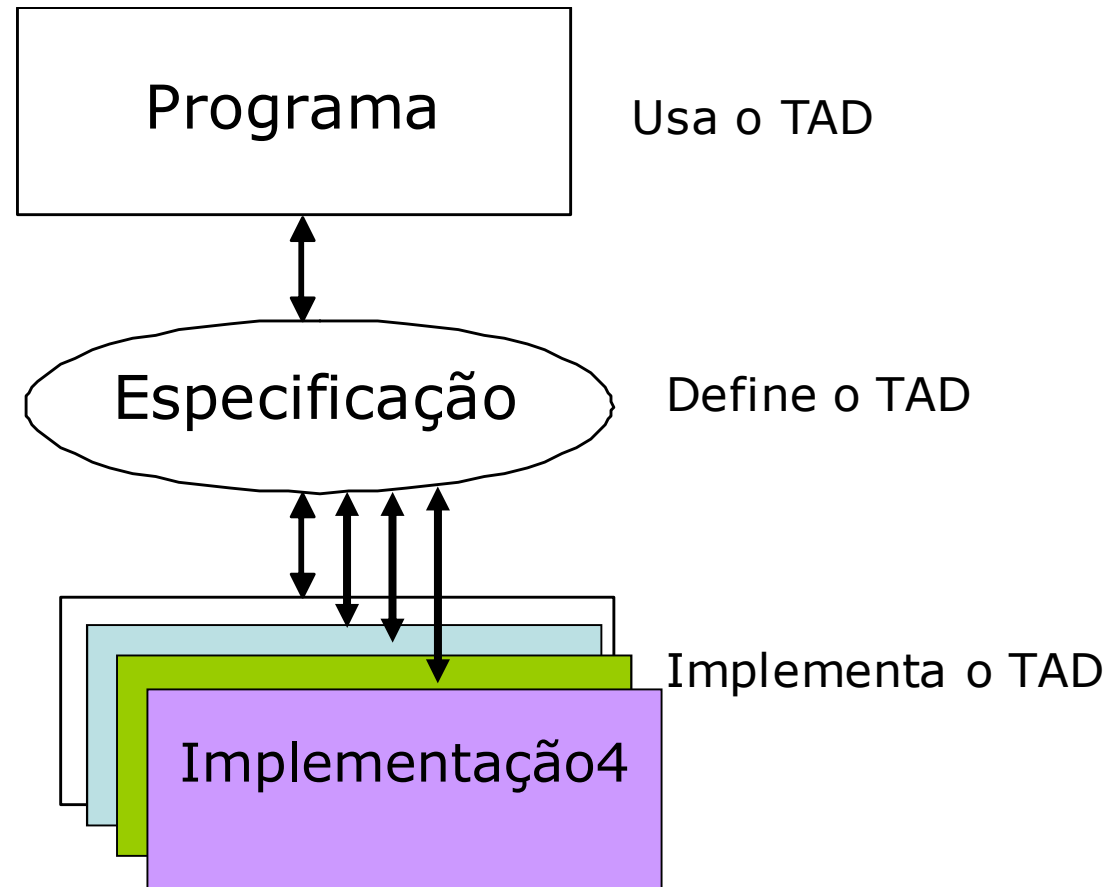 Programa
Usa o TAD
Especificação
Define o TAD
Implementa o TAD
Implementação4